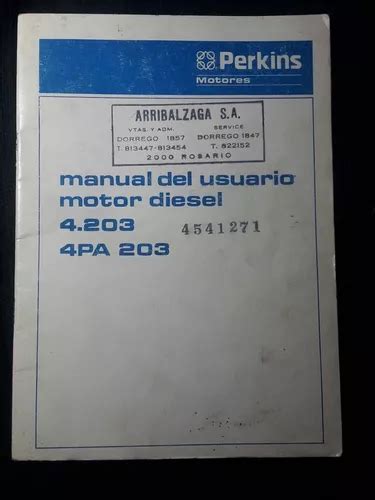 Perkins
Motores
ARRIBALZAGA S.A.
VTAS. Y ADM. SERVICE
DORREGO 1857 DORREGO 1847
T. 813447-813454 T. 822152
2000 ROSARIO
manual del usuario
motor diesel
4.203 4541271
4PA 203